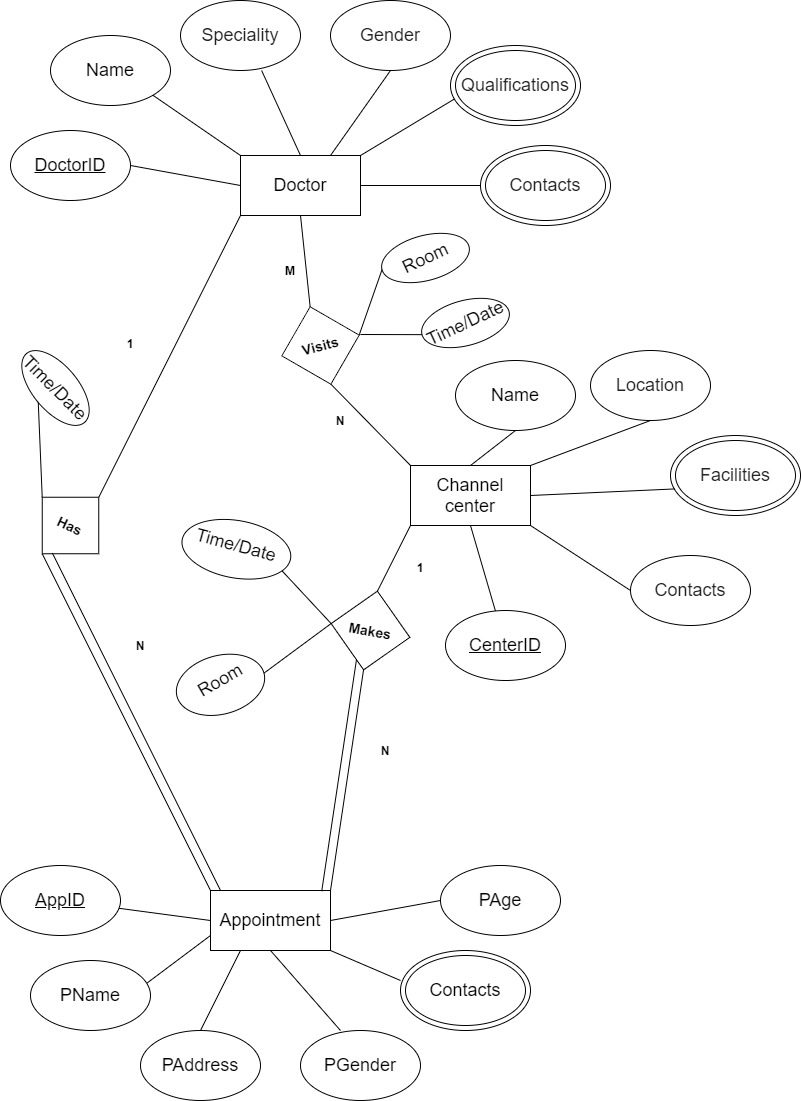 Speciality
Gender
Name
Qualifications
DoctorID
Doctor
Contacts
Room
M
Time/Date
1
Visits
Time/Date
Name
Location
N
Facilities
Channel
center
Has
Time/Date
1
Contacts
Makes
N
CenterID
Room
N
AppID
PAge
Appointment
PName
Contacts
PAddress
PGender